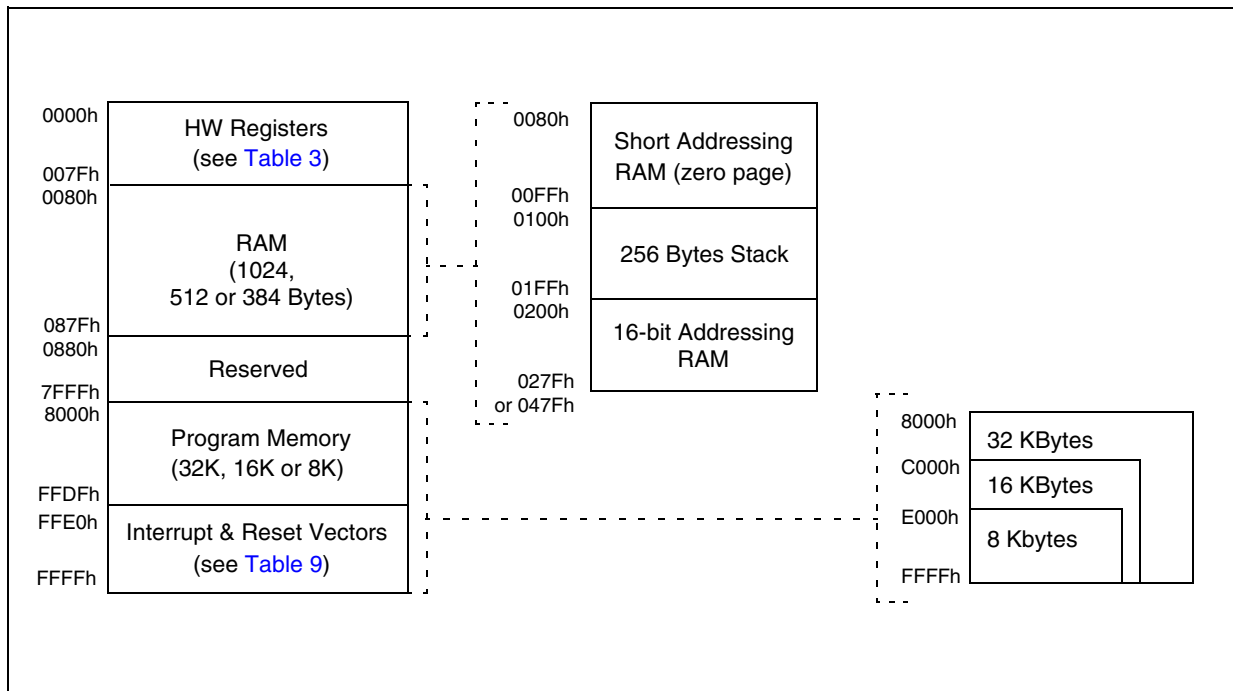 0000h
HW Registers
(see Table 3)
007Fh
0080h
RAM
(1024,
512 or 384 Bytes)
087Fh
0880h
Reserved
7FFFh
8000h
Program Memory
(32K, 16K or 8K)
FFDFh
FFE0h
Interrupt & Reset Vectors
(see Table 9)
FFFFh
0080h
Short Addressing
RAM (zero page)
00FFh
0100h
256 Bytes Stack
01FFh
0200h
16-bit Addressing
RAM
027Fh
or 047Fh
8000h
32 KBytes
C000h
16 KBytes
E000h
8 Kbytes
FFFFh